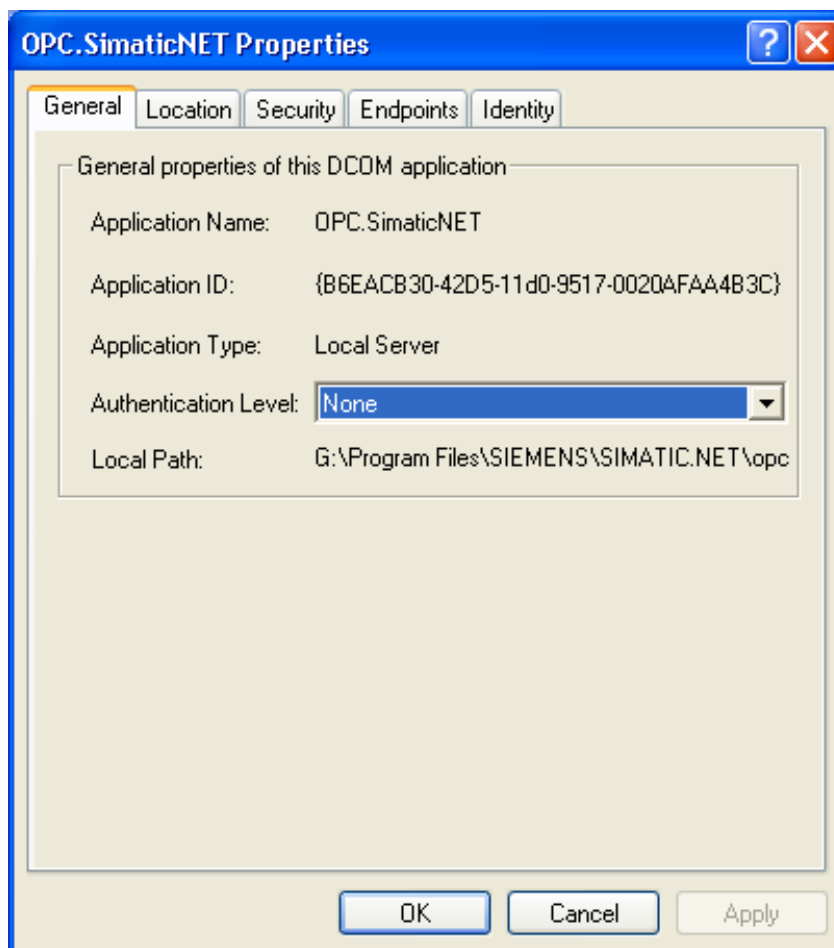 OPC.SimaticNET Properties
General Location Security Endpoints Identity
General properties of this DCOM application
Application Name: OPC.SimaticNET
Application ID: {B6EACB30-42D5-11d0-9517-0020AFAA4B3C}
Application Type: Local Server
Authentication Level: None
Local Path: G:\Program Files\SIEMENS\SIMATIC.NET\opc
OK Cancel Apply